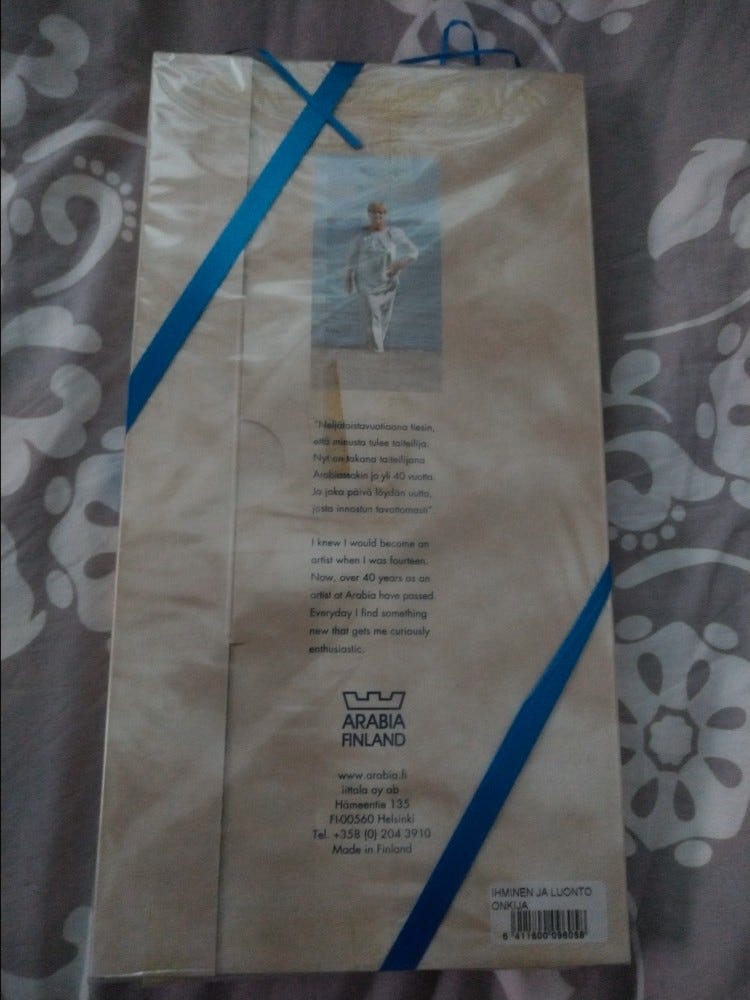 "Neljätoistavuotiaana tiesin,
että minusta tulee taiteilija.
Nyt on takana taiteilijana
Arabiassakin jo yli 40 vuotta.
Ja joka päivä löydän uutta,
josta innostun tavattomasti".
I knew I would become an
artist when I was fourteen.
Now, over 40 years as an
artist at Arabia have passed.
Everyday I find something
new that gets me curiously
enthusiastic.
ARABIA
FINLAND
www.arabia.fi
iittala oy ab
Hämeentie 135
FI-00560 Helsinki
Tel. +358 (0) 204 3910
Made in Finland
IHMINEN JA LUONTO
ONKIJA
6 411800 096058